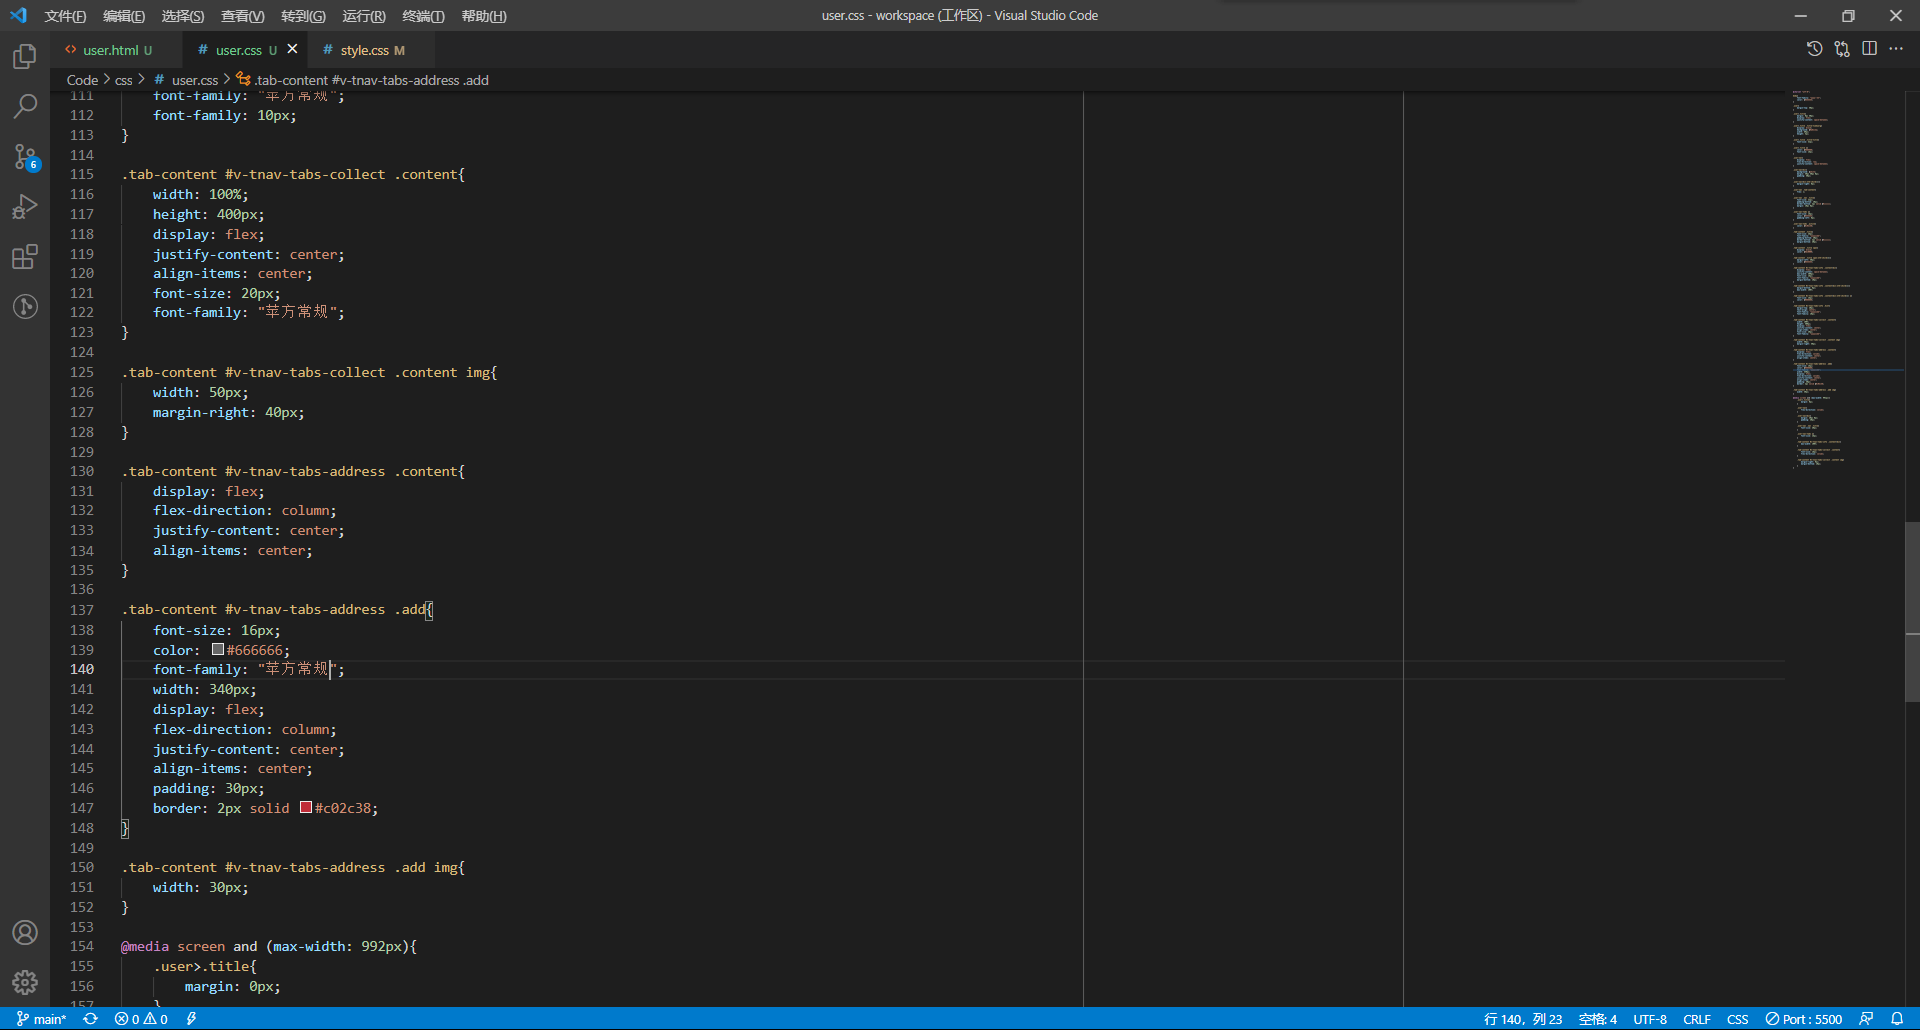 文件(F) 编辑(E) 选择(S) 查看(V) 转到(G) 运行(R) 终端(T) 帮助(H)
user.css - workspace (工作区) - Visual Studio Code
<> user.html U
# user.css U
# style.css M
Code > css > # user.css > .tab-content #v-tnav-tabs-address .add
111 font-family: "苹方常规";
112 font-family: 10px;
113 }
114
115 .tab-content #v-tnav-tabs-collect .content{
116 width: 100%;
117 height: 400px;
118 display: flex;
119 justify-content: center;
120 align-items: center;
121 font-size: 20px;
122 font-family: "苹方常规";
123 }
124
125 .tab-content #v-tnav-tabs-collect .content img{
126 width: 50px;
127 margin-right: 40px;
128 }
129
130 .tab-content #v-tnav-tabs-address .content{
131 display: flex;
132 flex-direction: column;
133 justify-content: center;
134 align-items: center;
135 }
136
137 .tab-content #v-tnav-tabs-address .add{
138 font-size: 16px;
139 color: #666666;
140 font-family: "苹方常规";
141 width: 340px;
142 display: flex;
143 flex-direction: column;
144 justify-content: center;
145 align-items: center;
146 padding: 30px;
147 border: 2px solid #c02c38;
148 }
149
150 .tab-content #v-tnav-tabs-address .add img{
151 width: 30px;
152 }
153
154 @media screen and (max-width: 992px){
155 .user>.title{
156 margin: 0px;
157 }
6
main* 0 0
行 140，列 23 空格: 4 UTF-8 CRLF CSS Port : 5500